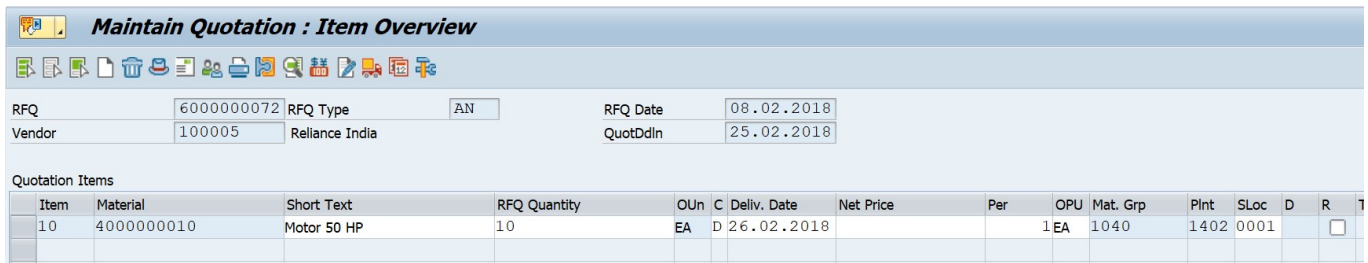 Maintain Quotation : Item Overview
RFQ 6000000072 RFQ Type AN RFQ Date 08.02.2018
Vendor 100005 Reliance India QuotDdln 25.02.2018
Quotation Items
Item Material Short Text RFQ Quantity OUn C Deliv. Date Net Price Per OPU Mat. Grp Plnt SLoc D R T
10 4000000010 Motor 50 HP 10 EA D 26.02.2018 1 EA 1040 1402 0001